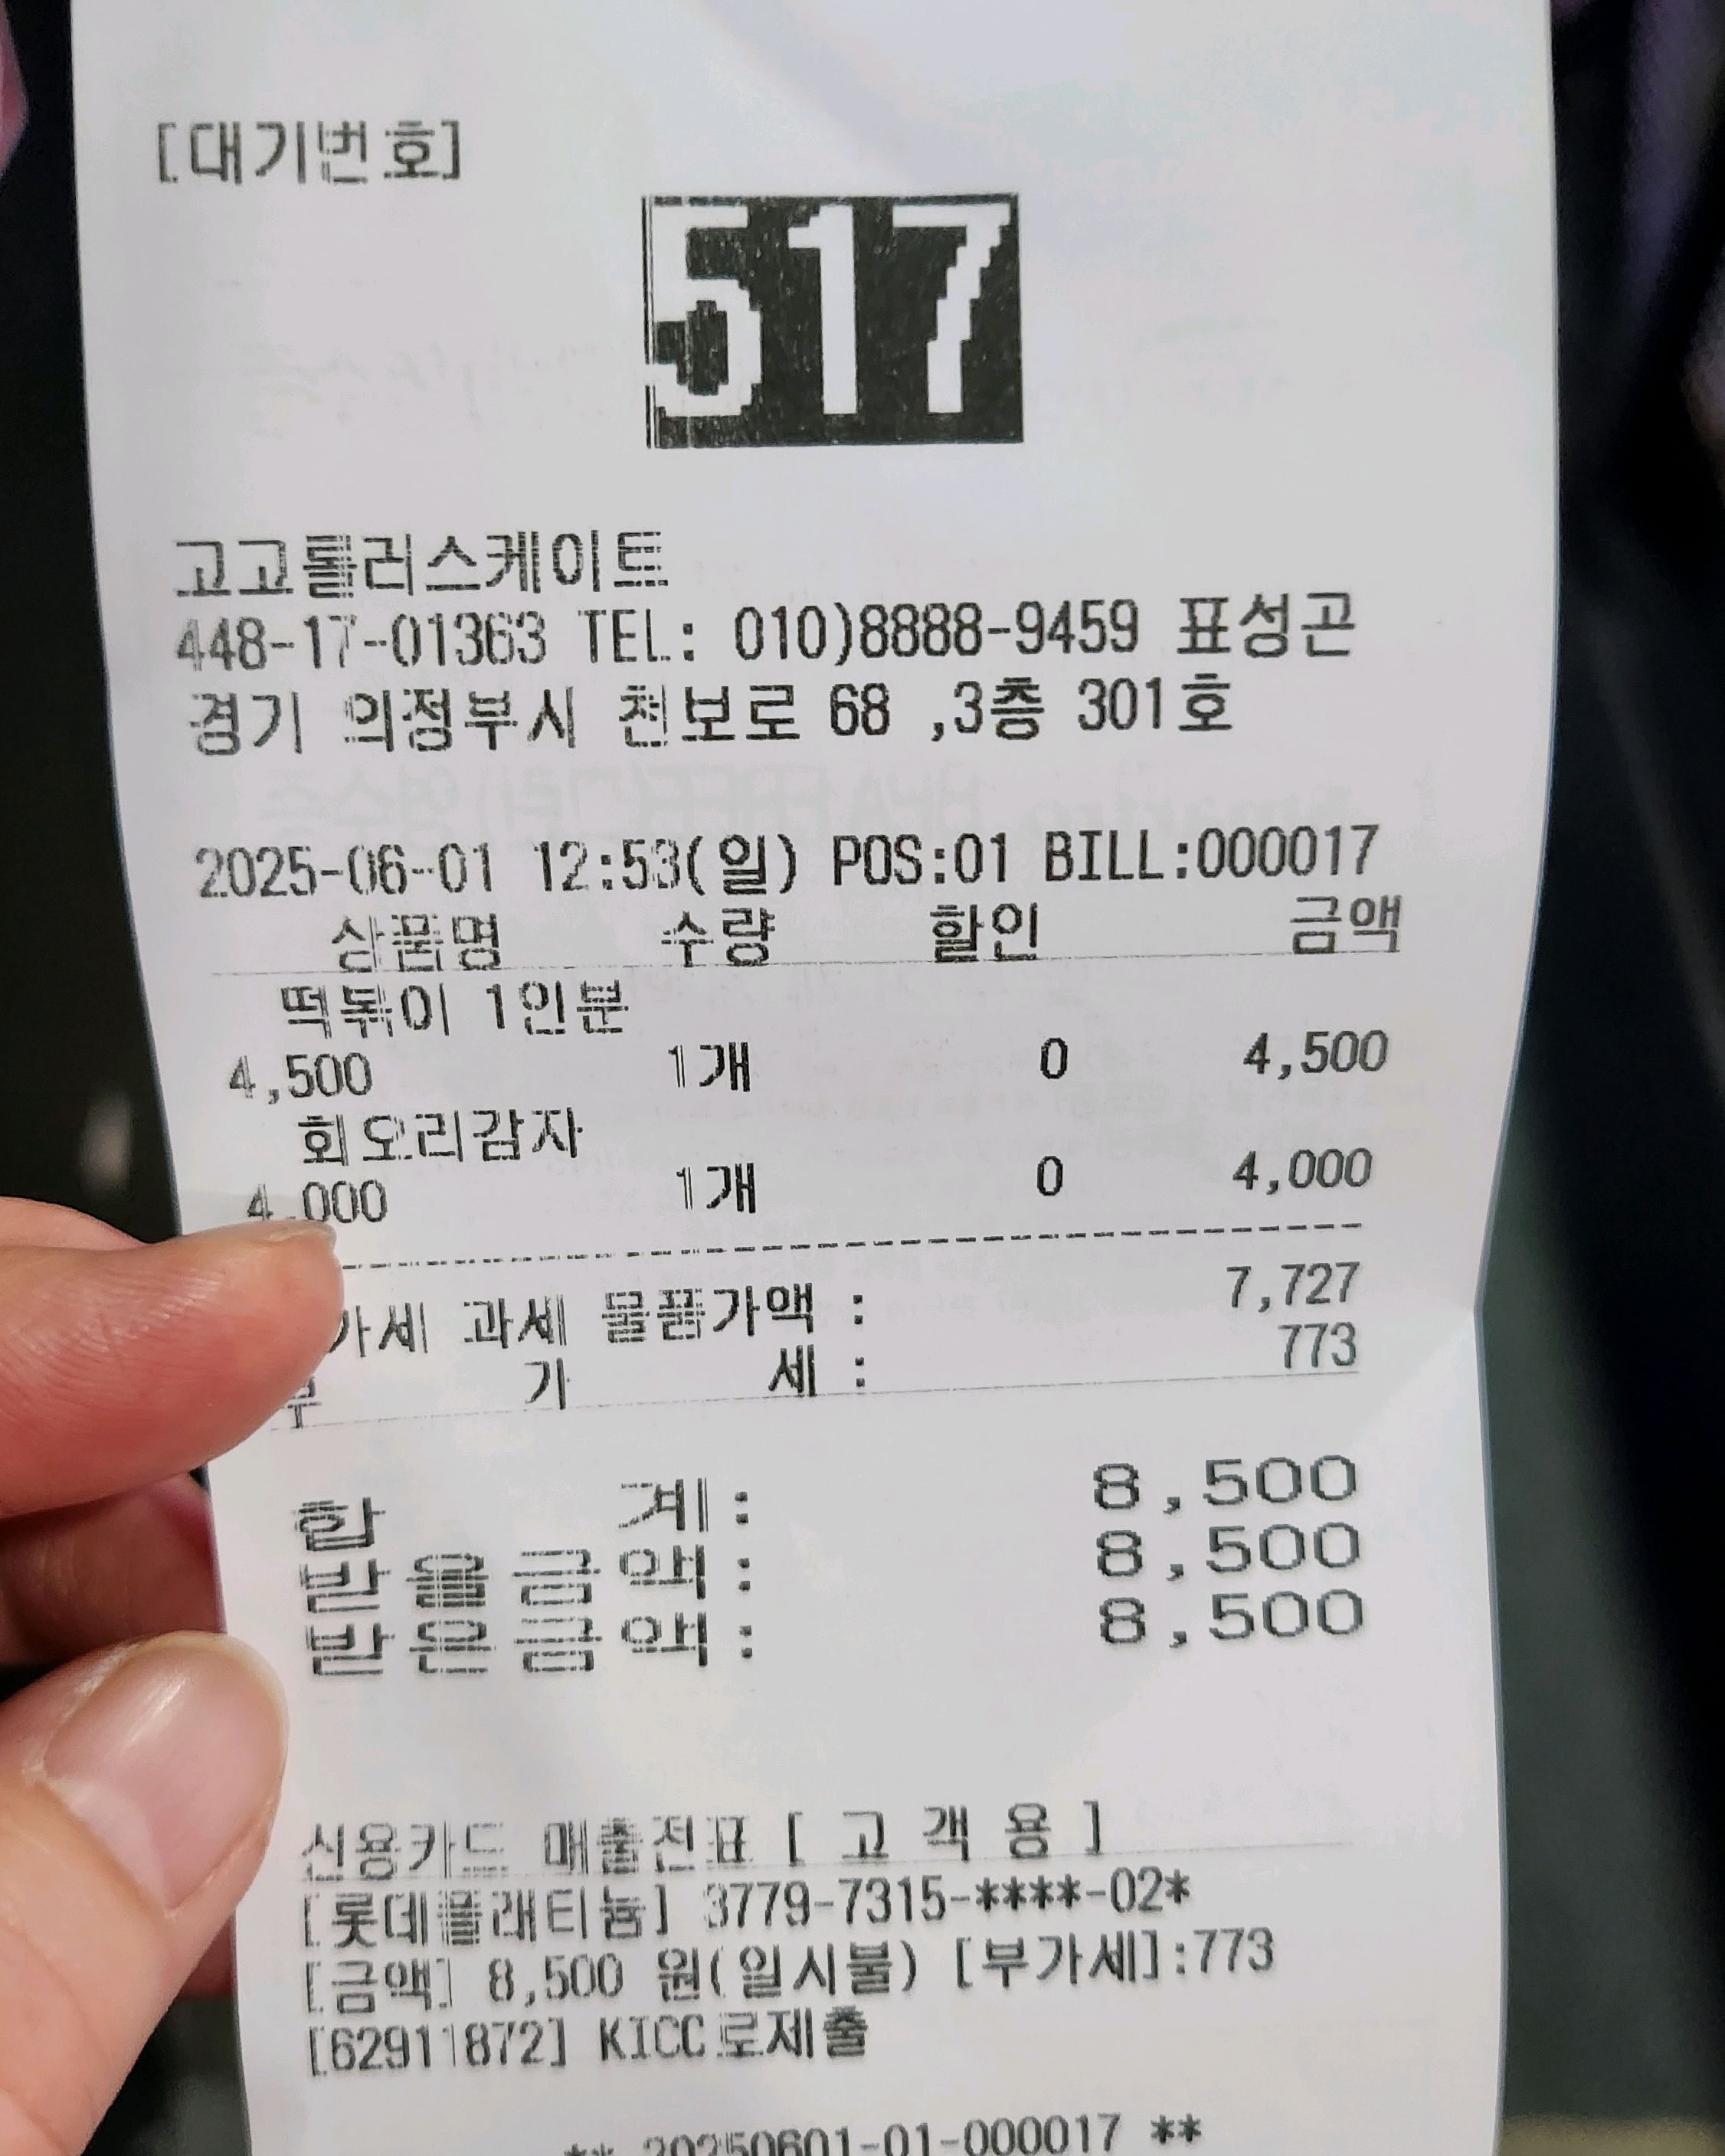 [대기번호]
517
고고롤러스케이트
448-17-01363 TEL: 010)8888-9459 표성곤
경기 의정부시 천보로 68 ,3층 301호
2025-06-01 12:53(일) POS:01 BILL:000017
상품명 수량 할인 금액
떡볶이 1인분
4,500 1개 0 4,500
회오리감자
4,000 1개 0 4,000
가세 과세 물품가액 : 7,727
부 가 세 : 773
합 계: 8,500
받을금액: 8,500
받은금액: 8,500
신용카드 매출전표 [ 고 객 용 ]
[롯데플래티늄] 3779-7315-****-02*
[금액] 8,500 원(일시불) [부가세]:773
[62911872] KICC로제출
** 20250601-01-000017 **